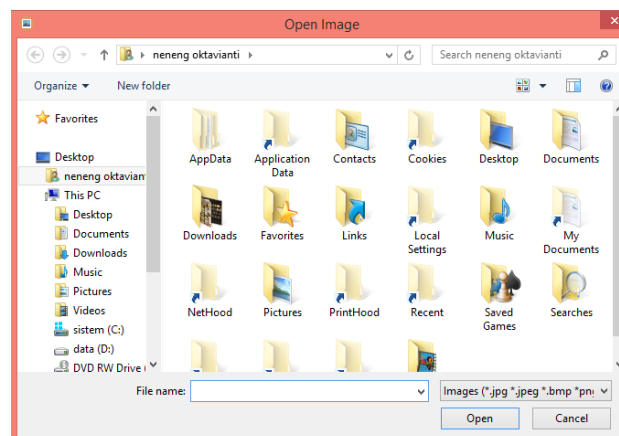 Open Image
neneng oktavianti
Search neneng oktavianti
Organize
New folder
Favorites
Desktop
neneng oktaviant
This PC
Desktop
Documents
Downloads
Music
Pictures
Videos
sistem (C:)
data (D:)
DVD RW Drive (
AppData
Application
Data
Contacts
Cookies
Desktop
Documents
Downloads
Favorites
Links
Local
Settings
Music
My
Documents
NetHood
Pictures
PrintHood
Recent
Saved
Games
Searches
File name:
Images (*.jpg *.jpeg *.bmp *png
Open
Cancel